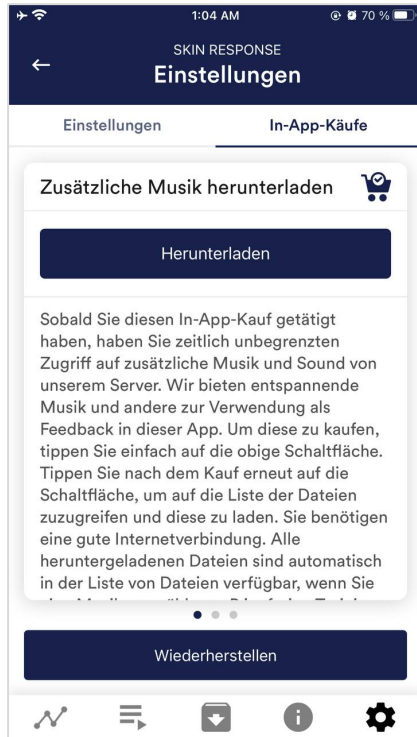 1:04 AM
70 %
SKIN RESPONSE
Einstellungen
Einstellungen
In-App-Käufe
Zusätzliche Musik herunterladen
Herunterladen
Sobald Sie diesen In-App-Kauf getätigt
haben, haben Sie zeitlich unbegrenzten
Zugriff auf zusätzliche Musik und Sound von
unserem Server. Wir bieten entspannende
Musik und andere zur Verwendung als
Feedback in dieser App. Um diese zu kaufen,
tippen Sie einfach auf die obige Schaltfläche.
Tippen Sie nach dem Kauf erneut auf die
Schaltfläche, um auf die Liste der Dateien
zuzugreifen und diese zu laden. Sie benötigen
eine gute Internetverbindung. Alle
heruntergeladenen Dateien sind automatisch
in der Liste von Dateien verfügbar, wenn Sie
Wiederherstellen